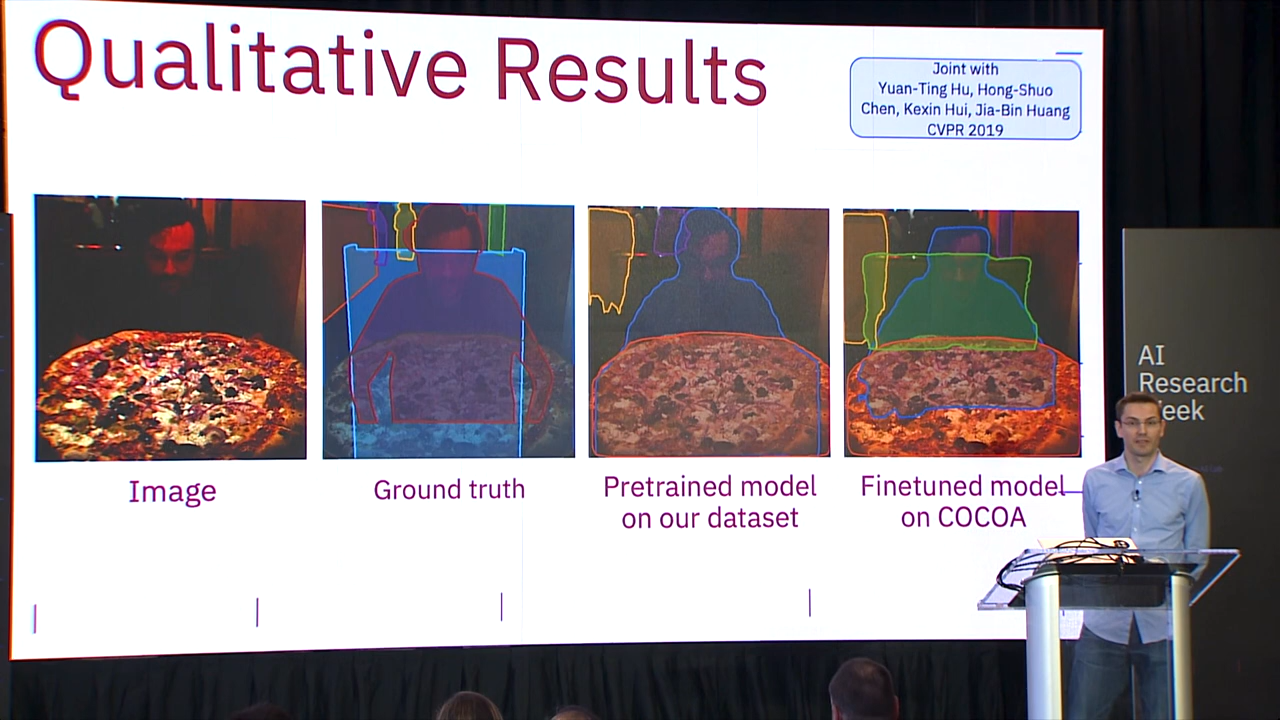 Qualitative Results
Joint with
Yuan-Ting Hu, Hong-Shuo
Chen, Kexin Hui, Jia-Bin Huang
CVPR 2019
Image
Ground truth
Pretrained model
on our dataset
Finetuned model
on COCOA
AI
Research
Week